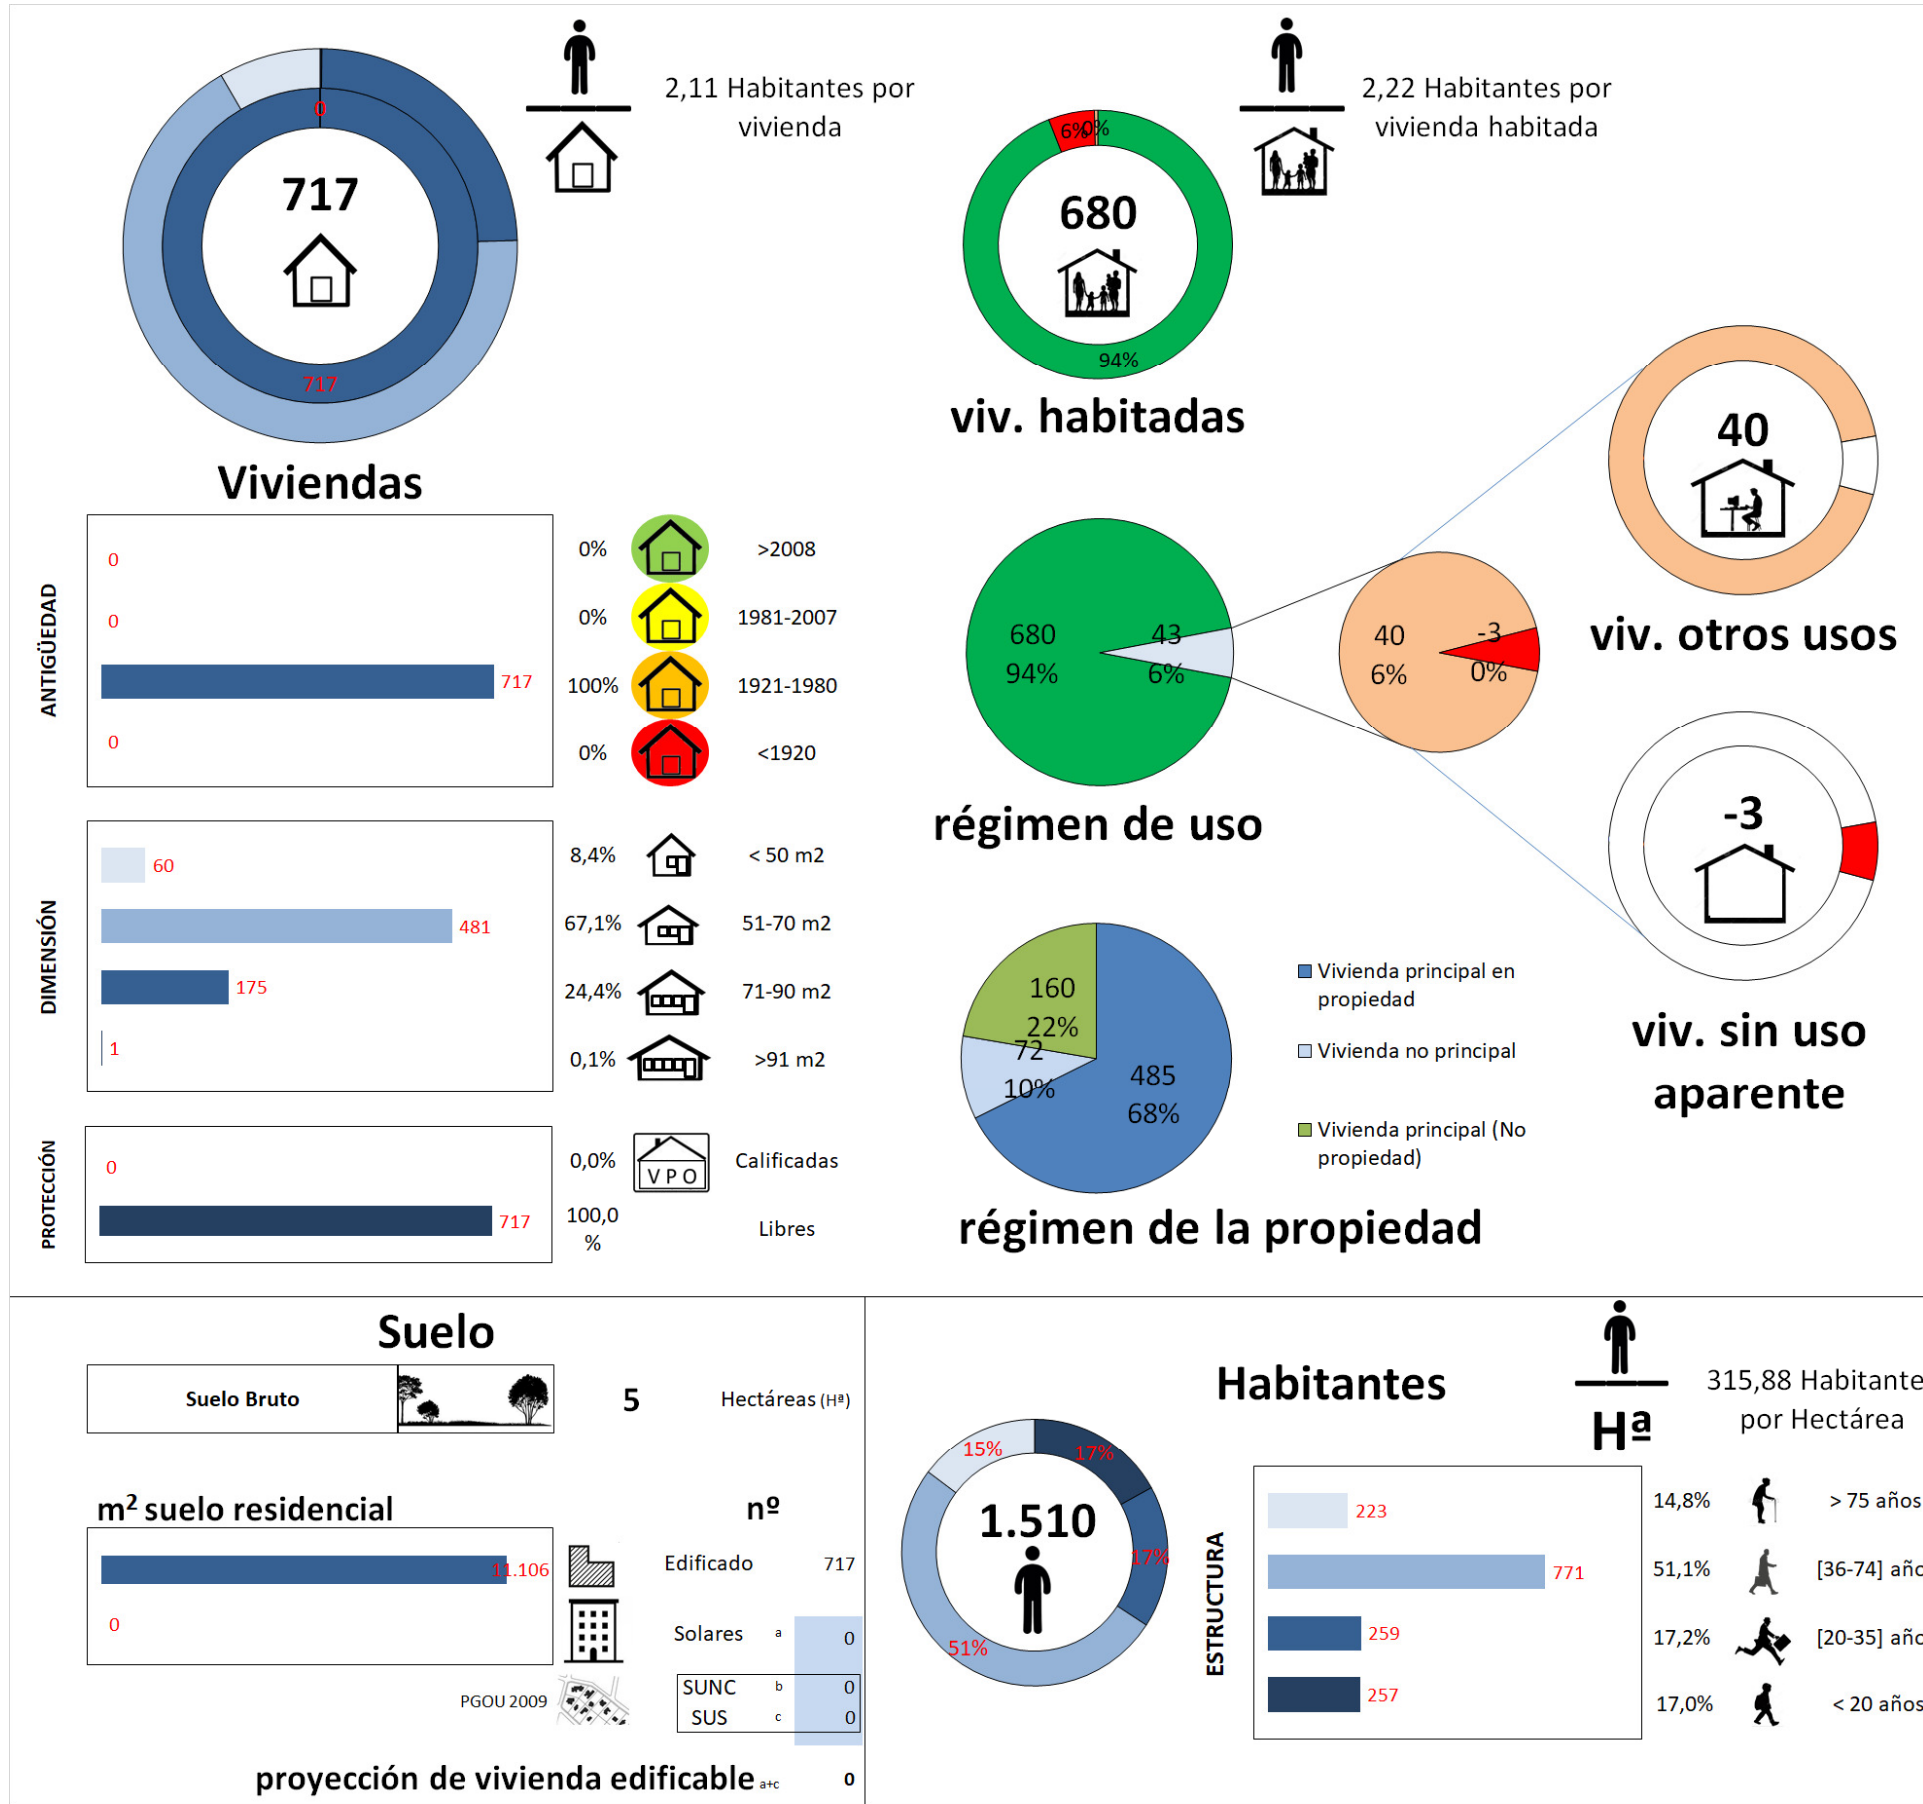 0
717
717
Viviendas
2,11 Habitantes por
vivienda
6%
0%
680
94%
viv. habitadas
2,22 Habitantes por
vivienda habitada
ANTIGÜEDAD
0
0% >2008
0
0% 1981-2007
717
100% 1921-1980
0
0% <1920
DIMENSIÓN
60
8,4% < 50 m2
481
67,1% 51-70 m2
175
24,4% 71-90 m2
1
0,1% >91 m2
PROTECCIÓN
0
0,0% VPO Calificadas
717
100,0
%
Libres
680
94%
43
6%
40
6%
-3
0%
régimen de uso
40
viv. otros usos
-3
viv. sin uso
aparente
160
22%
72
10%
485
68%
Vivienda principal en
propiedad
Vivienda no principal
Vivienda principal (No
propiedad)
régimen de la propiedad
Suelo
Suelo Bruto 5 Hectáreas (Hª)
m² suelo residencial nº
11.106
Edificado 717
0
Solares a 0
PGOU 2009
SUNC b 0
SUS c 0
proyección de vivienda edificable a+c 0
Habitantes
Hª
315,88 Habitante
por Hectárea
15%
17%
1.510
17%
51%
ESTRUCTURA
223
14,8% > 75 años
771
51,1% [36-74] año
259
17,2% [20-35] año
257
17,0% < 20 años